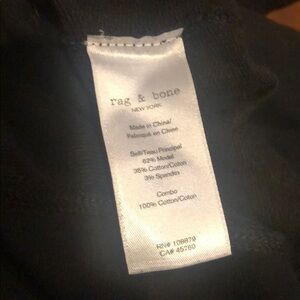 rag & bone
NEW YORK
Made in China/
Fabriqué en Chine
Self/Tissu Principal
62% Modal
35% Cotton/Coton
3% Spandex
Combo
100% Cotton/Coton
RN# 108879
CA# 45760